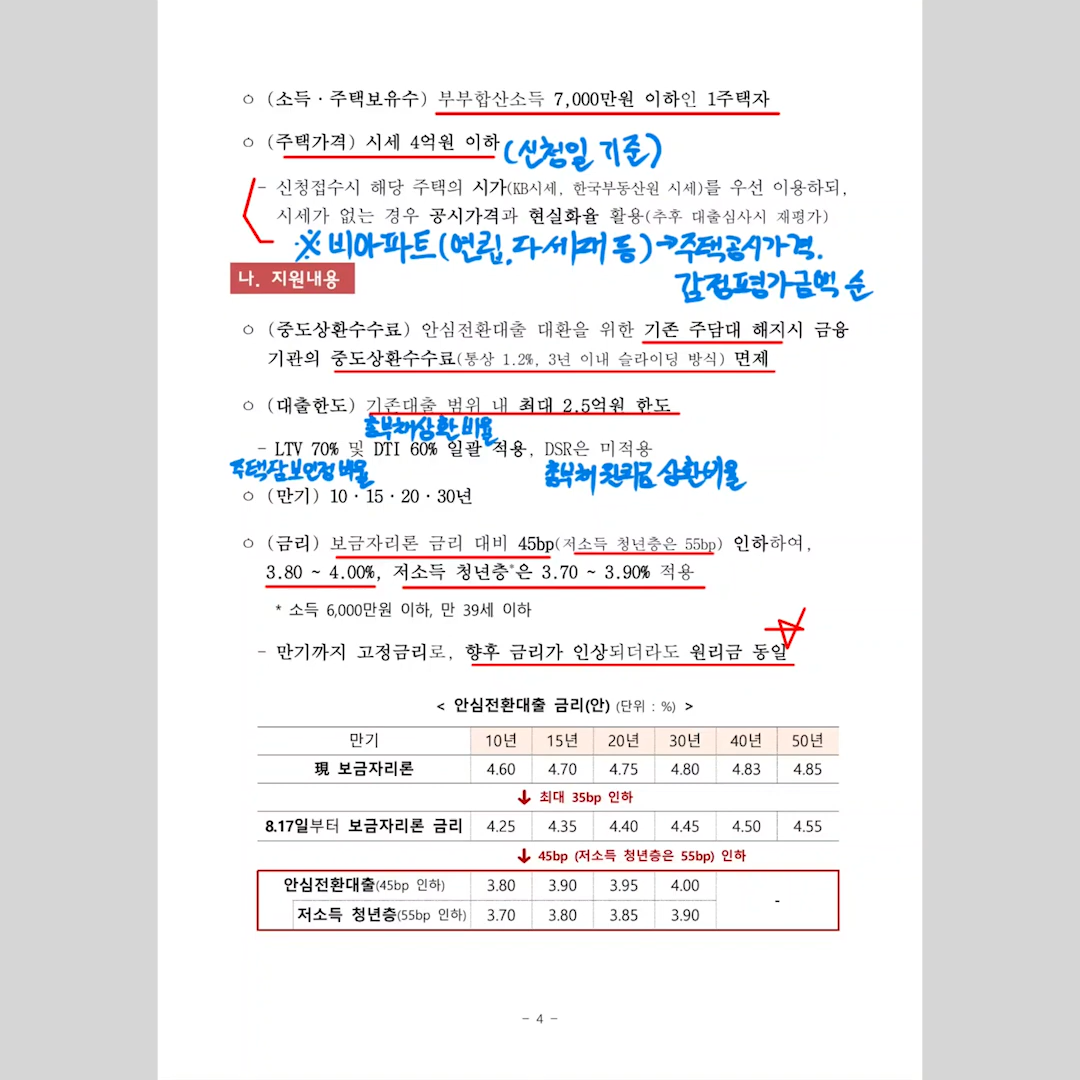 ○ (소득·주택보유수) 부부합산소득 7,000만원 이하인 1주택자
○ (주택가격) 시세 4억원 이하 (신청일 기준)
- 신청접수시 해당 주택의 시가(KB시세, 한국부동산원 시세)를 우선 이용하되,
시세가 없는 경우 공시가격과 현실화율 활용(추후 대출심사시 재평가)
※ 비아파트(연립, 다세대 등)→주택공시가격.
감정평가금액 순
나. 지원내용
○ (중도상환수수료) 안심전환대출 대환을 위한 기존 주담대 해지시 금융
기관의 중도상환수수료(통상 1.2%, 3년 이내 슬라이딩 방식) 면제
○ (대출한도) 기존대출 범위 내 최대 2.5억원 한도
총부채상환비율
- LTV 70% 및 DTI 60% 일괄 적용, DSR은 미적용
주택담보인정비율 총부채원리금 상환비율
○ (만기) 10·15·20·30년
○ (금리) 보금자리론 금리 대비 45bp(저소득 청년층은 55bp) 인하하여,
3.80 ~ 4.00%, 저소득 청년층*은 3.70 ~ 3.90% 적용
* 소득 6,000만원 이하, 만 39세 이하
- 만기까지 고정금리로, 향후 금리가 인상되더라도 원리금 동일
< 안심전환대출 금리(안) (단위 : %) >
만기 10년 15년 20년 30년 40년 50년
現 보금자리론 4.60 4.70 4.75 4.80 4.83 4.85
↓ 최대 35bp 인하
8.17일부터 보금자리론 금리 4.25 4.35 4.40 4.45 4.50 4.55
↓ 45bp (저소득 청년층은 55bp) 인하
안심전환대출(45bp 인하) 3.80 3.90 3.95 4.00 -
저소득 청년층(55bp 인하) 3.70 3.80 3.85 3.90
- 4 -